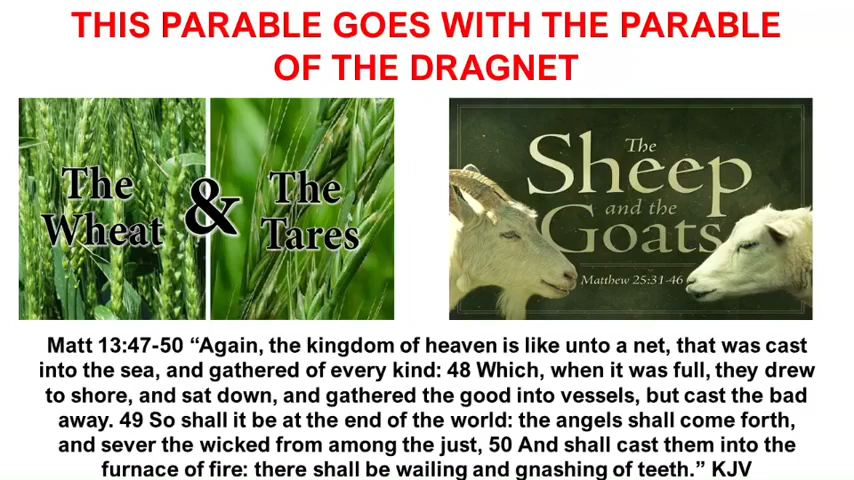 THIS PARABLE GOES WITH THE PARABLE
OF THE DRAGNET
The
Wheat
&
The
Tares
The
Sheep
and the
Goats
Matthew 25:31-46
Matt 13:47-50 “Again, the kingdom of heaven is like unto a net, that was cast
into the sea, and gathered of every kind: 48 Which, when it was full, they drew
to shore, and sat down, and gathered the good into vessels, but cast the bad
away. 49 So shall it be at the end of the world: the angels shall come forth,
and sever the wicked from among the just, 50 And shall cast them into the
furnace of fire: there shall be wailing and gnashing of teeth.” KJV